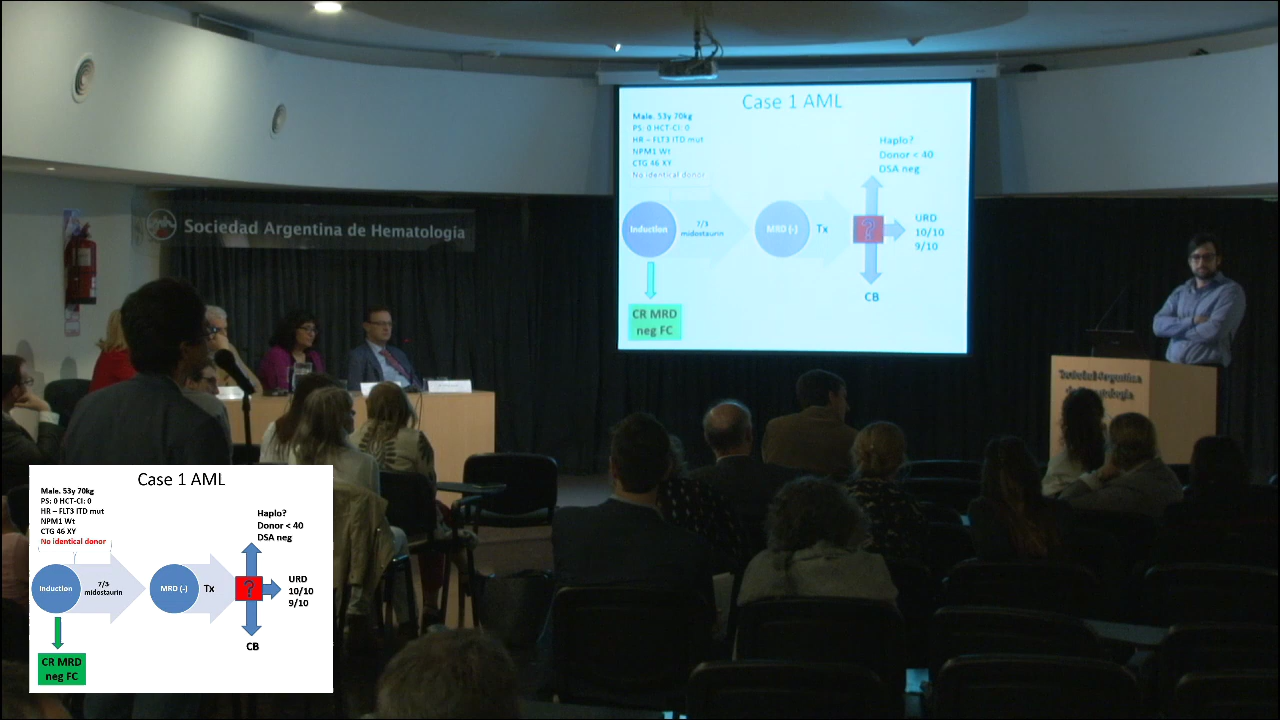 Case 1 AML
Male. 53y 70kg
PS: 0 HCT-CI: 0
HR – FLT3 ITD mut
NPM1 Wt
CTG 46 XY
No identical donor
Haplo?
Donor < 40
DSA neg
Induction
7/3
midostaurin
MRD (-)
Tx
?
URD
10/10
9/10
CB
CR MRD
neg FC
Sociedad Argentina de Hematología
Sociedad Argentina
de Hematología
Case 1 AML
Male. 53y 70kg
PS: 0 HCT-CI: 0
HR – FLT3 ITD mut
NPM1 Wt
CTG 46 XY
No identical donor
Haplo?
Donor < 40
DSA neg
Induction
7/3
midostaurin
MRD (-)
Tx
?
URD
10/10
9/10
CB
CR MRD
neg FC